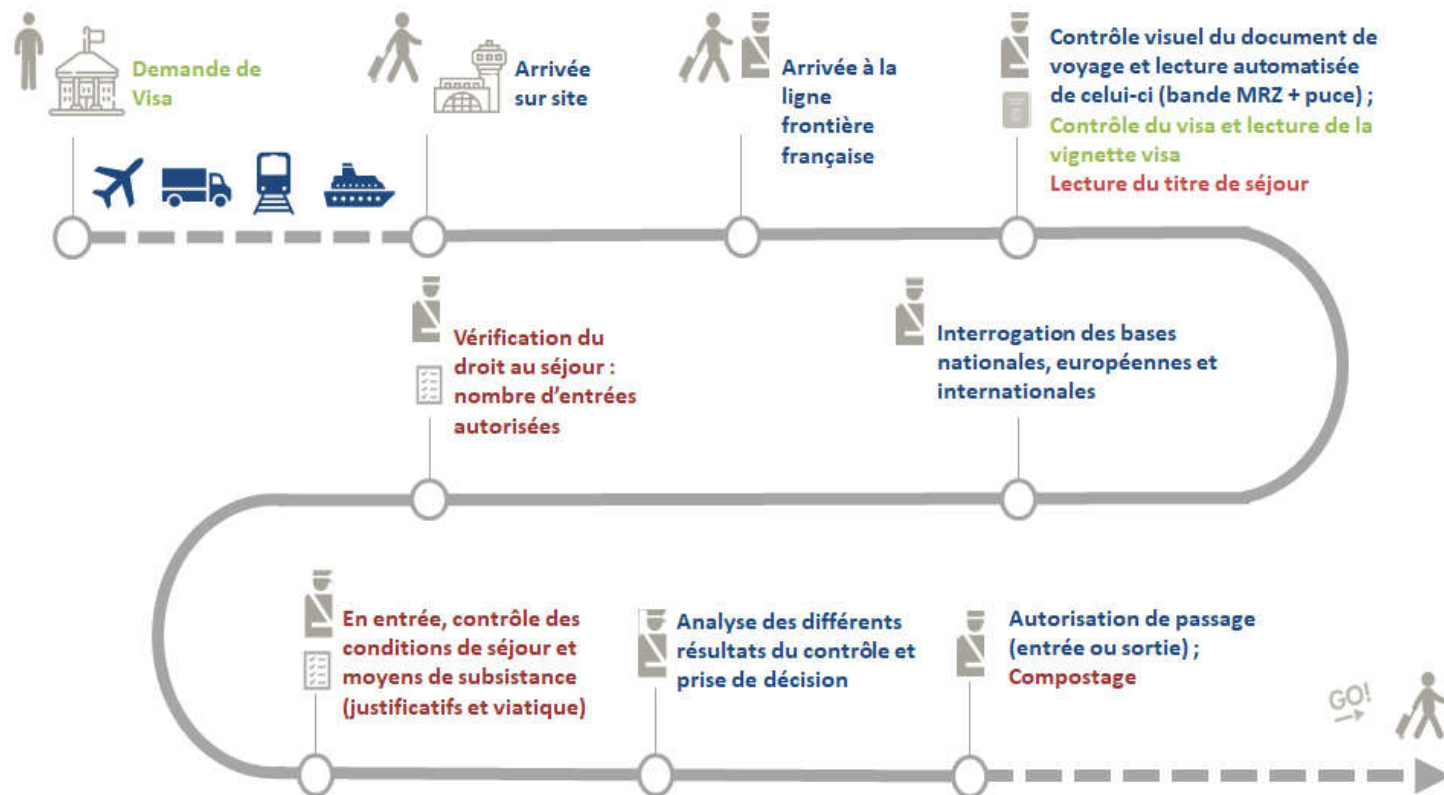 Demande de
Visa
Arrivée
sur site
Arrivée à la
ligne
frontière
française
Contrôle visuel du document de
voyage et lecture automatisée
de celui-ci (bande MRZ + puce) ;
Contrôle du visa et lecture de la
vignette visa
Lecture du titre de séjour
Interrogation des bases
nationales, européennes et
internationales
Vérification du
droit au séjour :
nombre d’entrées
autorisées
En entrée, contrôle des
conditions de séjour et
moyens de subsistance
(justificatifs et viatique)
Analyse des différents
résultats du contrôle et
prise de décision
Autorisation de passage
(entrée ou sortie) ;
Compostage
GO!